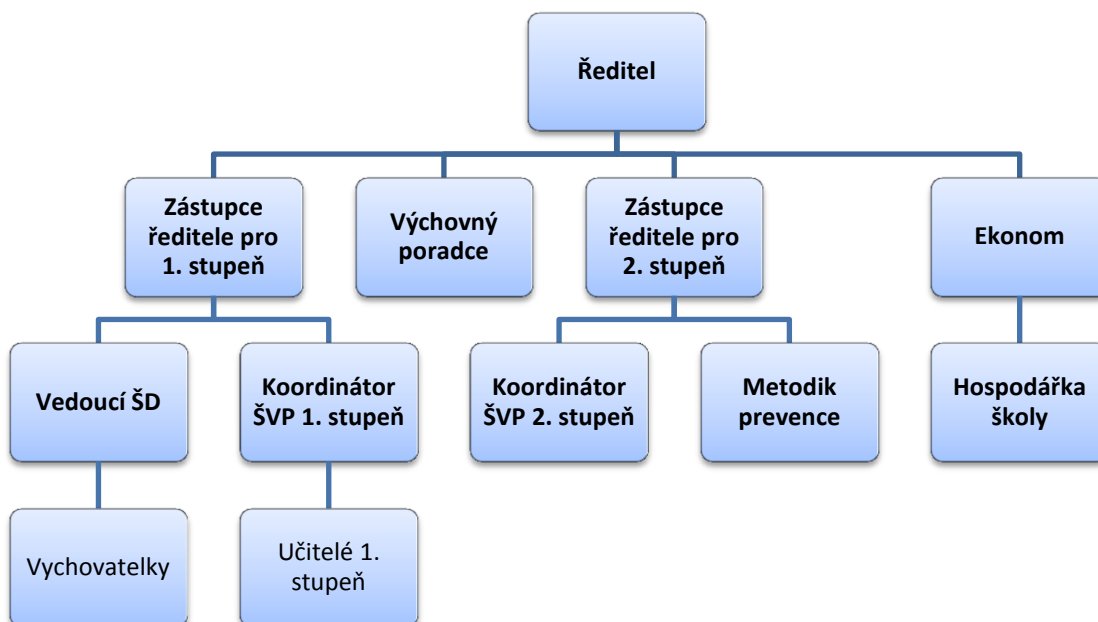 Ředitel
Zástupce
ředitele pro
1. stupeň
Výchovný
poradce
Zástupce
ředitele pro
2. stupeň
Ekonom
Vedoucí ŠD
Koordinátor
ŠVP 1. stupeň
Koordinátor
ŠVP 2. stupeň
Metodik
prevence
Hospodářka
školy
Vychovatelky
Učitelé 1.
stupeň